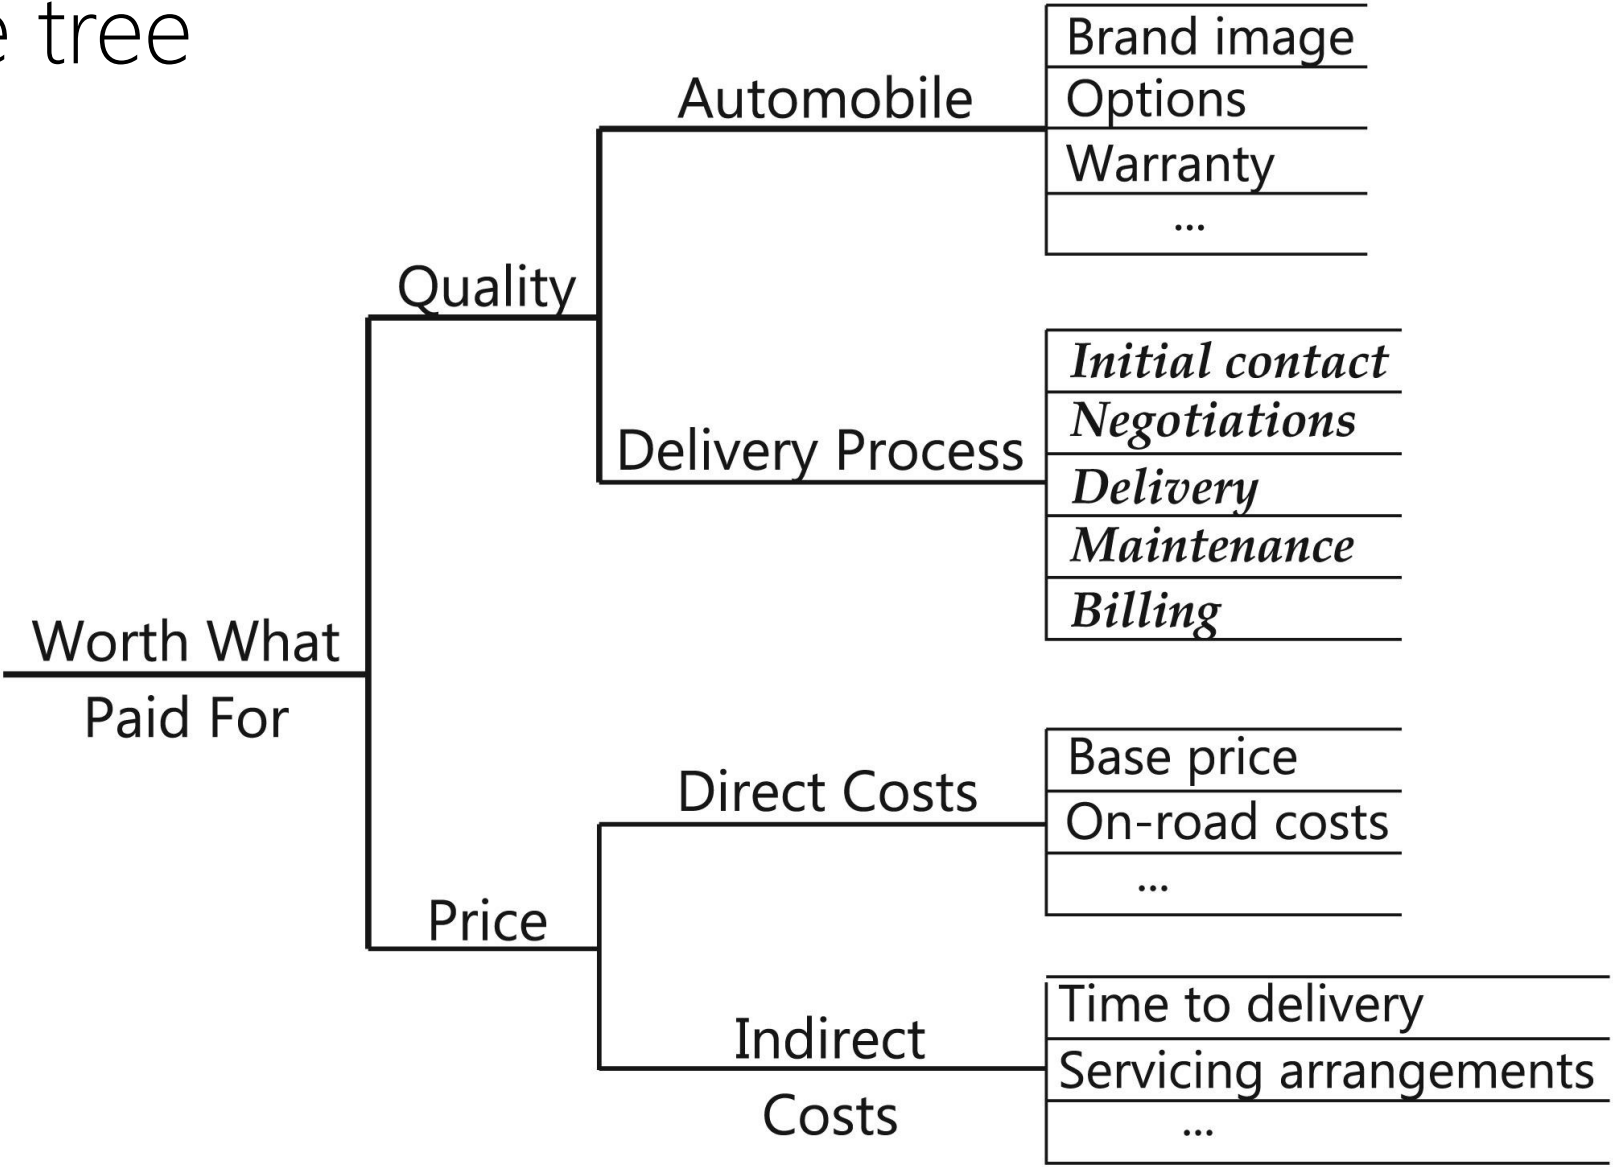 e tree
Brand image
Automobile
Options
Warranty
...
Quality
Initial contact
Negotiations
Delivery Process
Delivery
Maintenance
Billing
Worth What
Paid For
Base price
Direct Costs
On-road costs
...
Price
Time to delivery
Indirect
Costs
Servicing arrangements
...